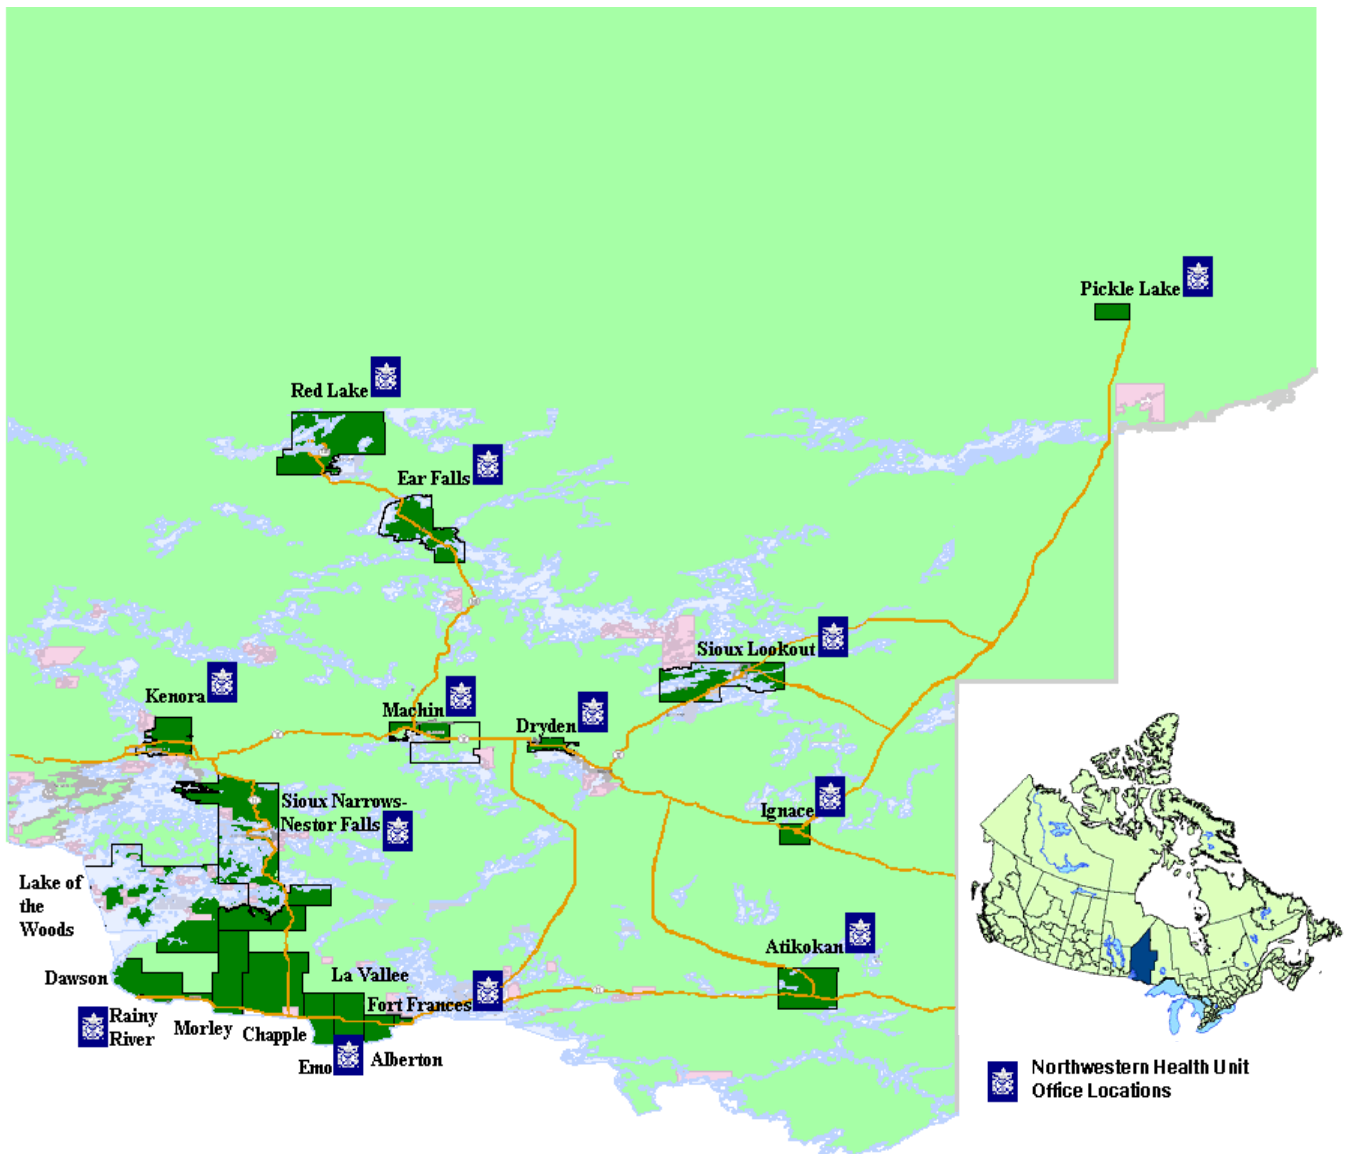 Pickle Lake
Red Lake
Ear Falls
Sioux Lookout
Kenora
Machin
Dryden
Sioux Narrows-
Nestor Falls
Ignace
Lake of
the
Woods
Atikokan
Dawson
La Vallee
Fort Frances
Rainy
River
Morley
Chapple
Emo
Alberton
Northwestern Health Unit
Office Locations